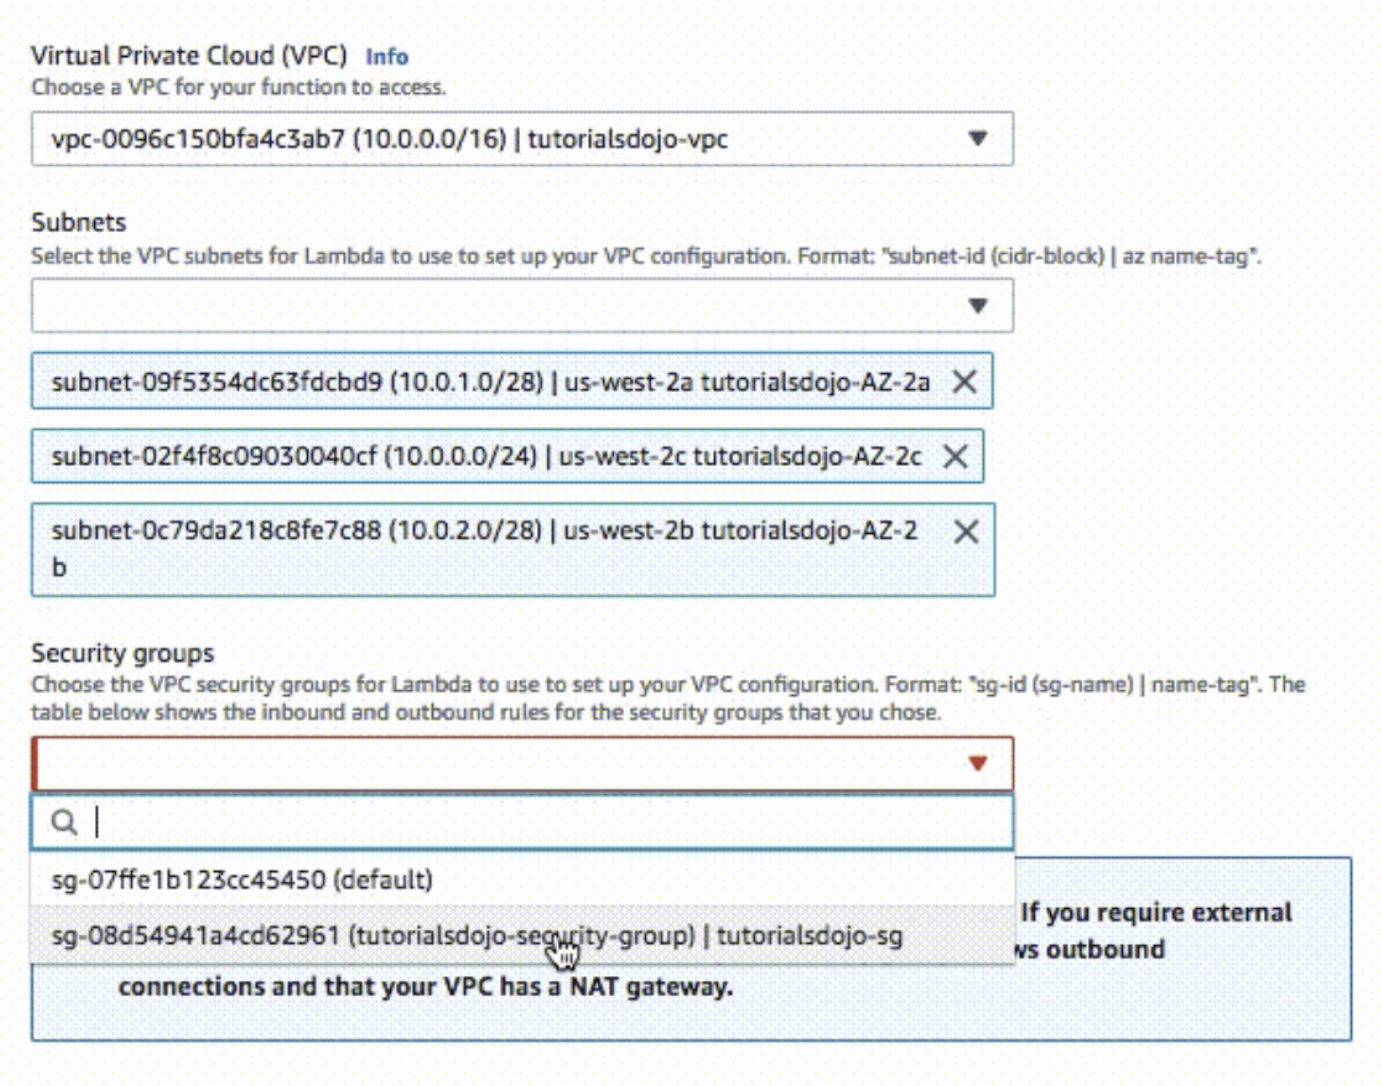 Virtual Private Cloud (VPC) Info
Choose a VPC for your function to access.
vpc-0096c150bfa4c3ab7 (10.0.0.0/16) | tutorialsdojo-vpc
Subnets
Select the VPC subnets for Lambda to use to set up your VPC configuration. Format: "subnet-id (cidr-block) | az name-tag".
subnet-09f5354dc63fdcbd9 (10.0.1.0/28) | us-west-2a tutorialsdojo-AZ-2a
subnet-02f4f8c09030040cf (10.0.0.0/24) | us-west-2c tutorialsdojo-AZ-2c
subnet-0c79da218c8fe7c88 (10.0.2.0/28) | us-west-2b tutorialsdojo-AZ-2
b
Security groups
Choose the VPC security groups for Lambda to use to set up your VPC configuration. Format: "sg-id (sg-name) | name-tag". The
table below shows the inbound and outbound rules for the security groups that you chose.
sg-07ffe1b123cc45450 (default)
If you require external
sg-08d54941a4cd62961 (tutorialsdojo-security-group) | tutorialsdojo-sg
ws outbound
connections and that your VPC has a NAT gateway.